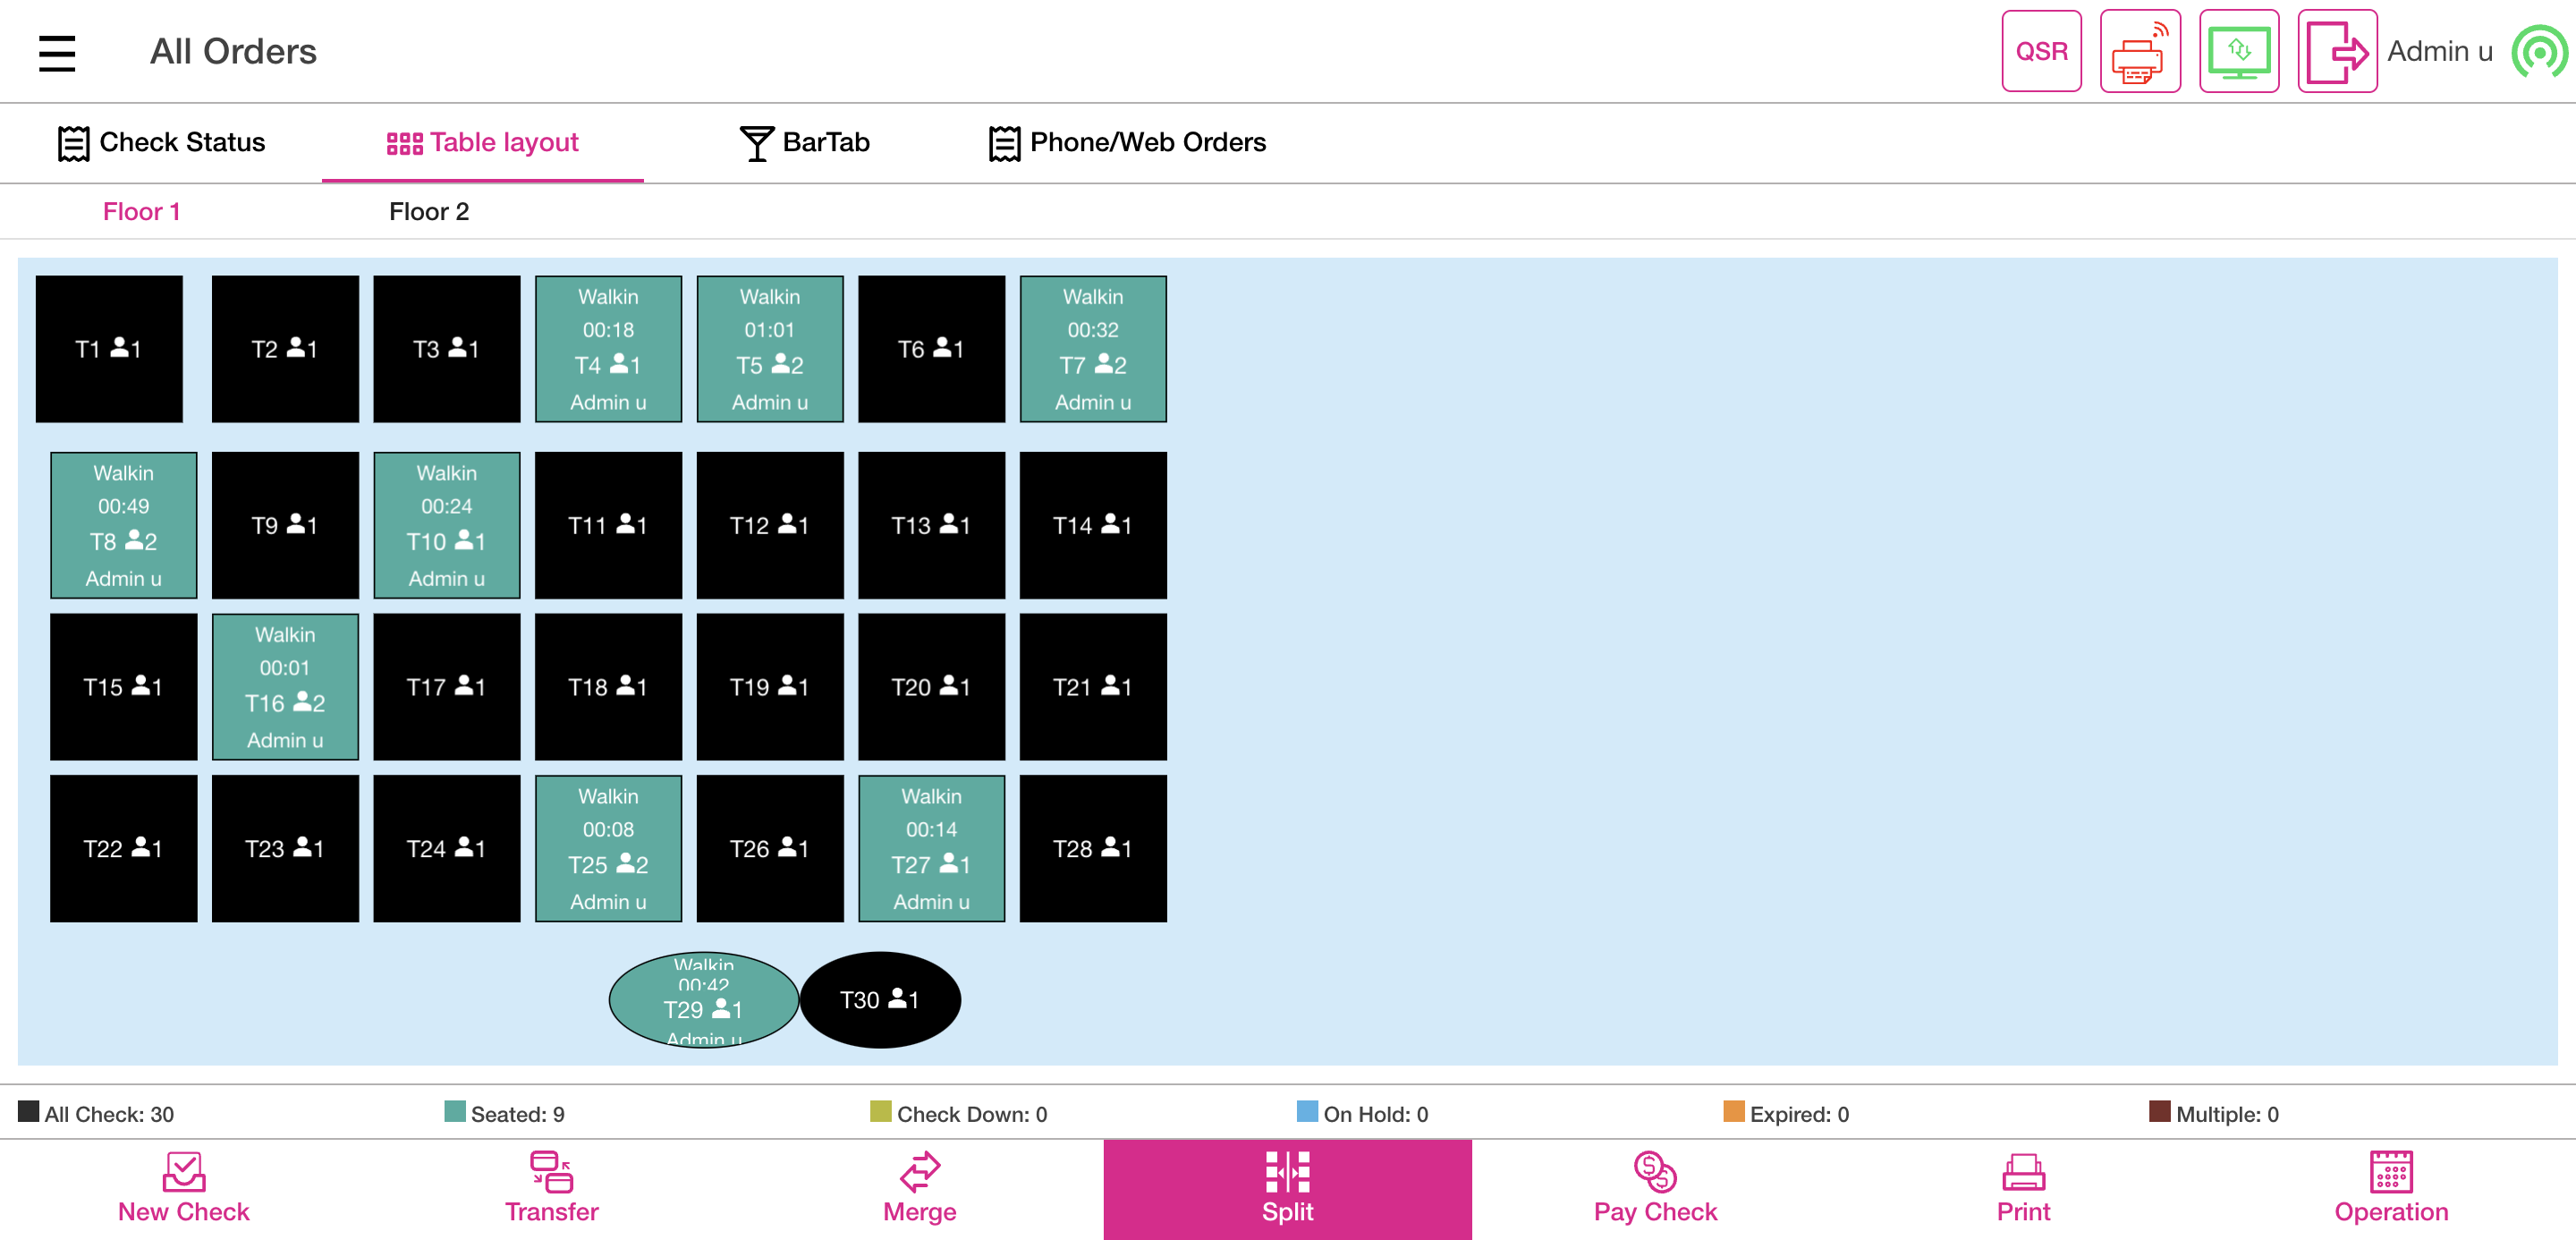 All Orders
QSR
Admin u
Check Status
Table layout
BarTab
Phone/Web Orders
Floor 1
Floor 2
T1 1
T2 1
T3 1
Walkin
00:18
T4 1
Admin u
Walkin
01:01
T5 2
Admin u
T6 1
Walkin
00:32
T7 2
Admin u
Walkin
00:49
T8 2
Admin u
T9 1
Walkin
00:24
T10 1
Admin u
T11 1
T12 1
T13 1
T14 1
T15 1
Walkin
00:01
T16 2
Admin u
T17 1
T18 1
T19 1
T20 1
T21 1
T22 1
T23 1
T24 1
Walkin
00:08
T25 2
Admin u
T26 1
Walkin
00:14
T27 1
Admin u
T28 1
Walkin
00:42
T29 1
Admin u
T30 1
All Check: 30
Seated: 9
Check Down: 0
On Hold: 0
Expired: 0
Multiple: 0
New Check
Transfer
Merge
Split
Pay Check
Print
Operation